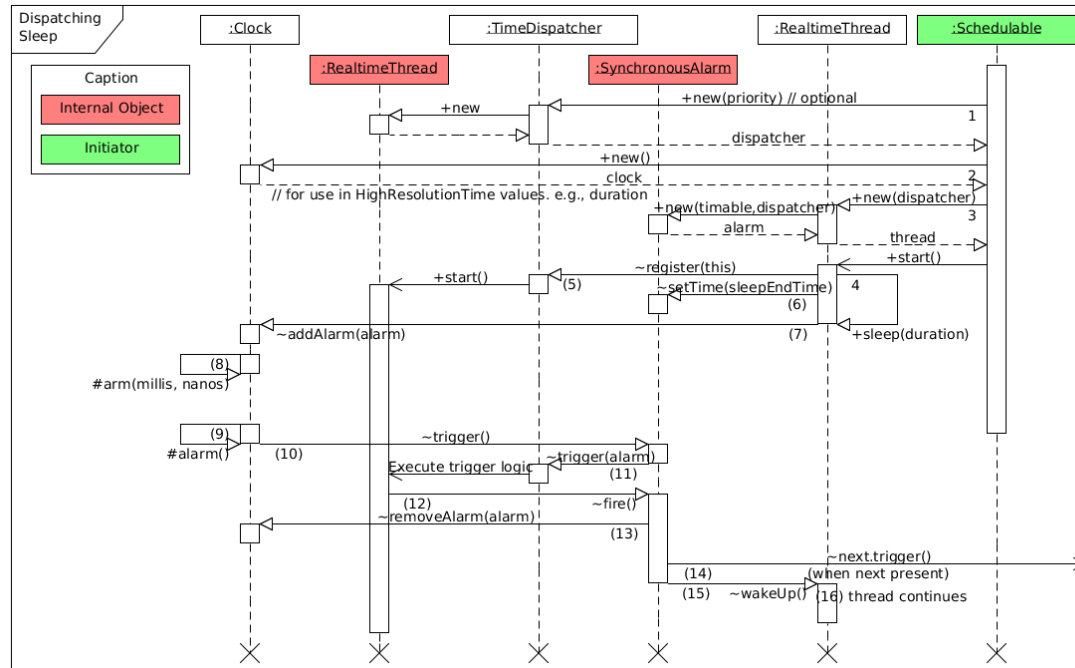 Dispatching
Sleep
:Clock
:TimeDispatcher
:RealtimeThread
:Schedulable
:RealtimeThread
:SynchronousAlarm
Caption
Internal Object
Initiator
+new(priority) // optional
1
+new
dispatcher
+new()
2
clock
// for use in HighResolutionTime values. e.g., duration
+new(dispatcher)
3
+new(timable,dispatcher)
alarm
thread
+start()
4
~register(this)
(5)
+start()
~setTime(sleepEndTime)
(6)
~addAlarm(alarm)
(7)
+sleep(duration)
(8)
#arm(millis, nanos)
(9)
#alarm()
~trigger()
(10)
~trigger(alarm)
(11)
Execute trigger logic
(12)
~fire()
~removeAlarm(alarm)
(13)
~next.trigger()
(14)
(when next present)
(15)
~wakeUp()
(16) thread continues